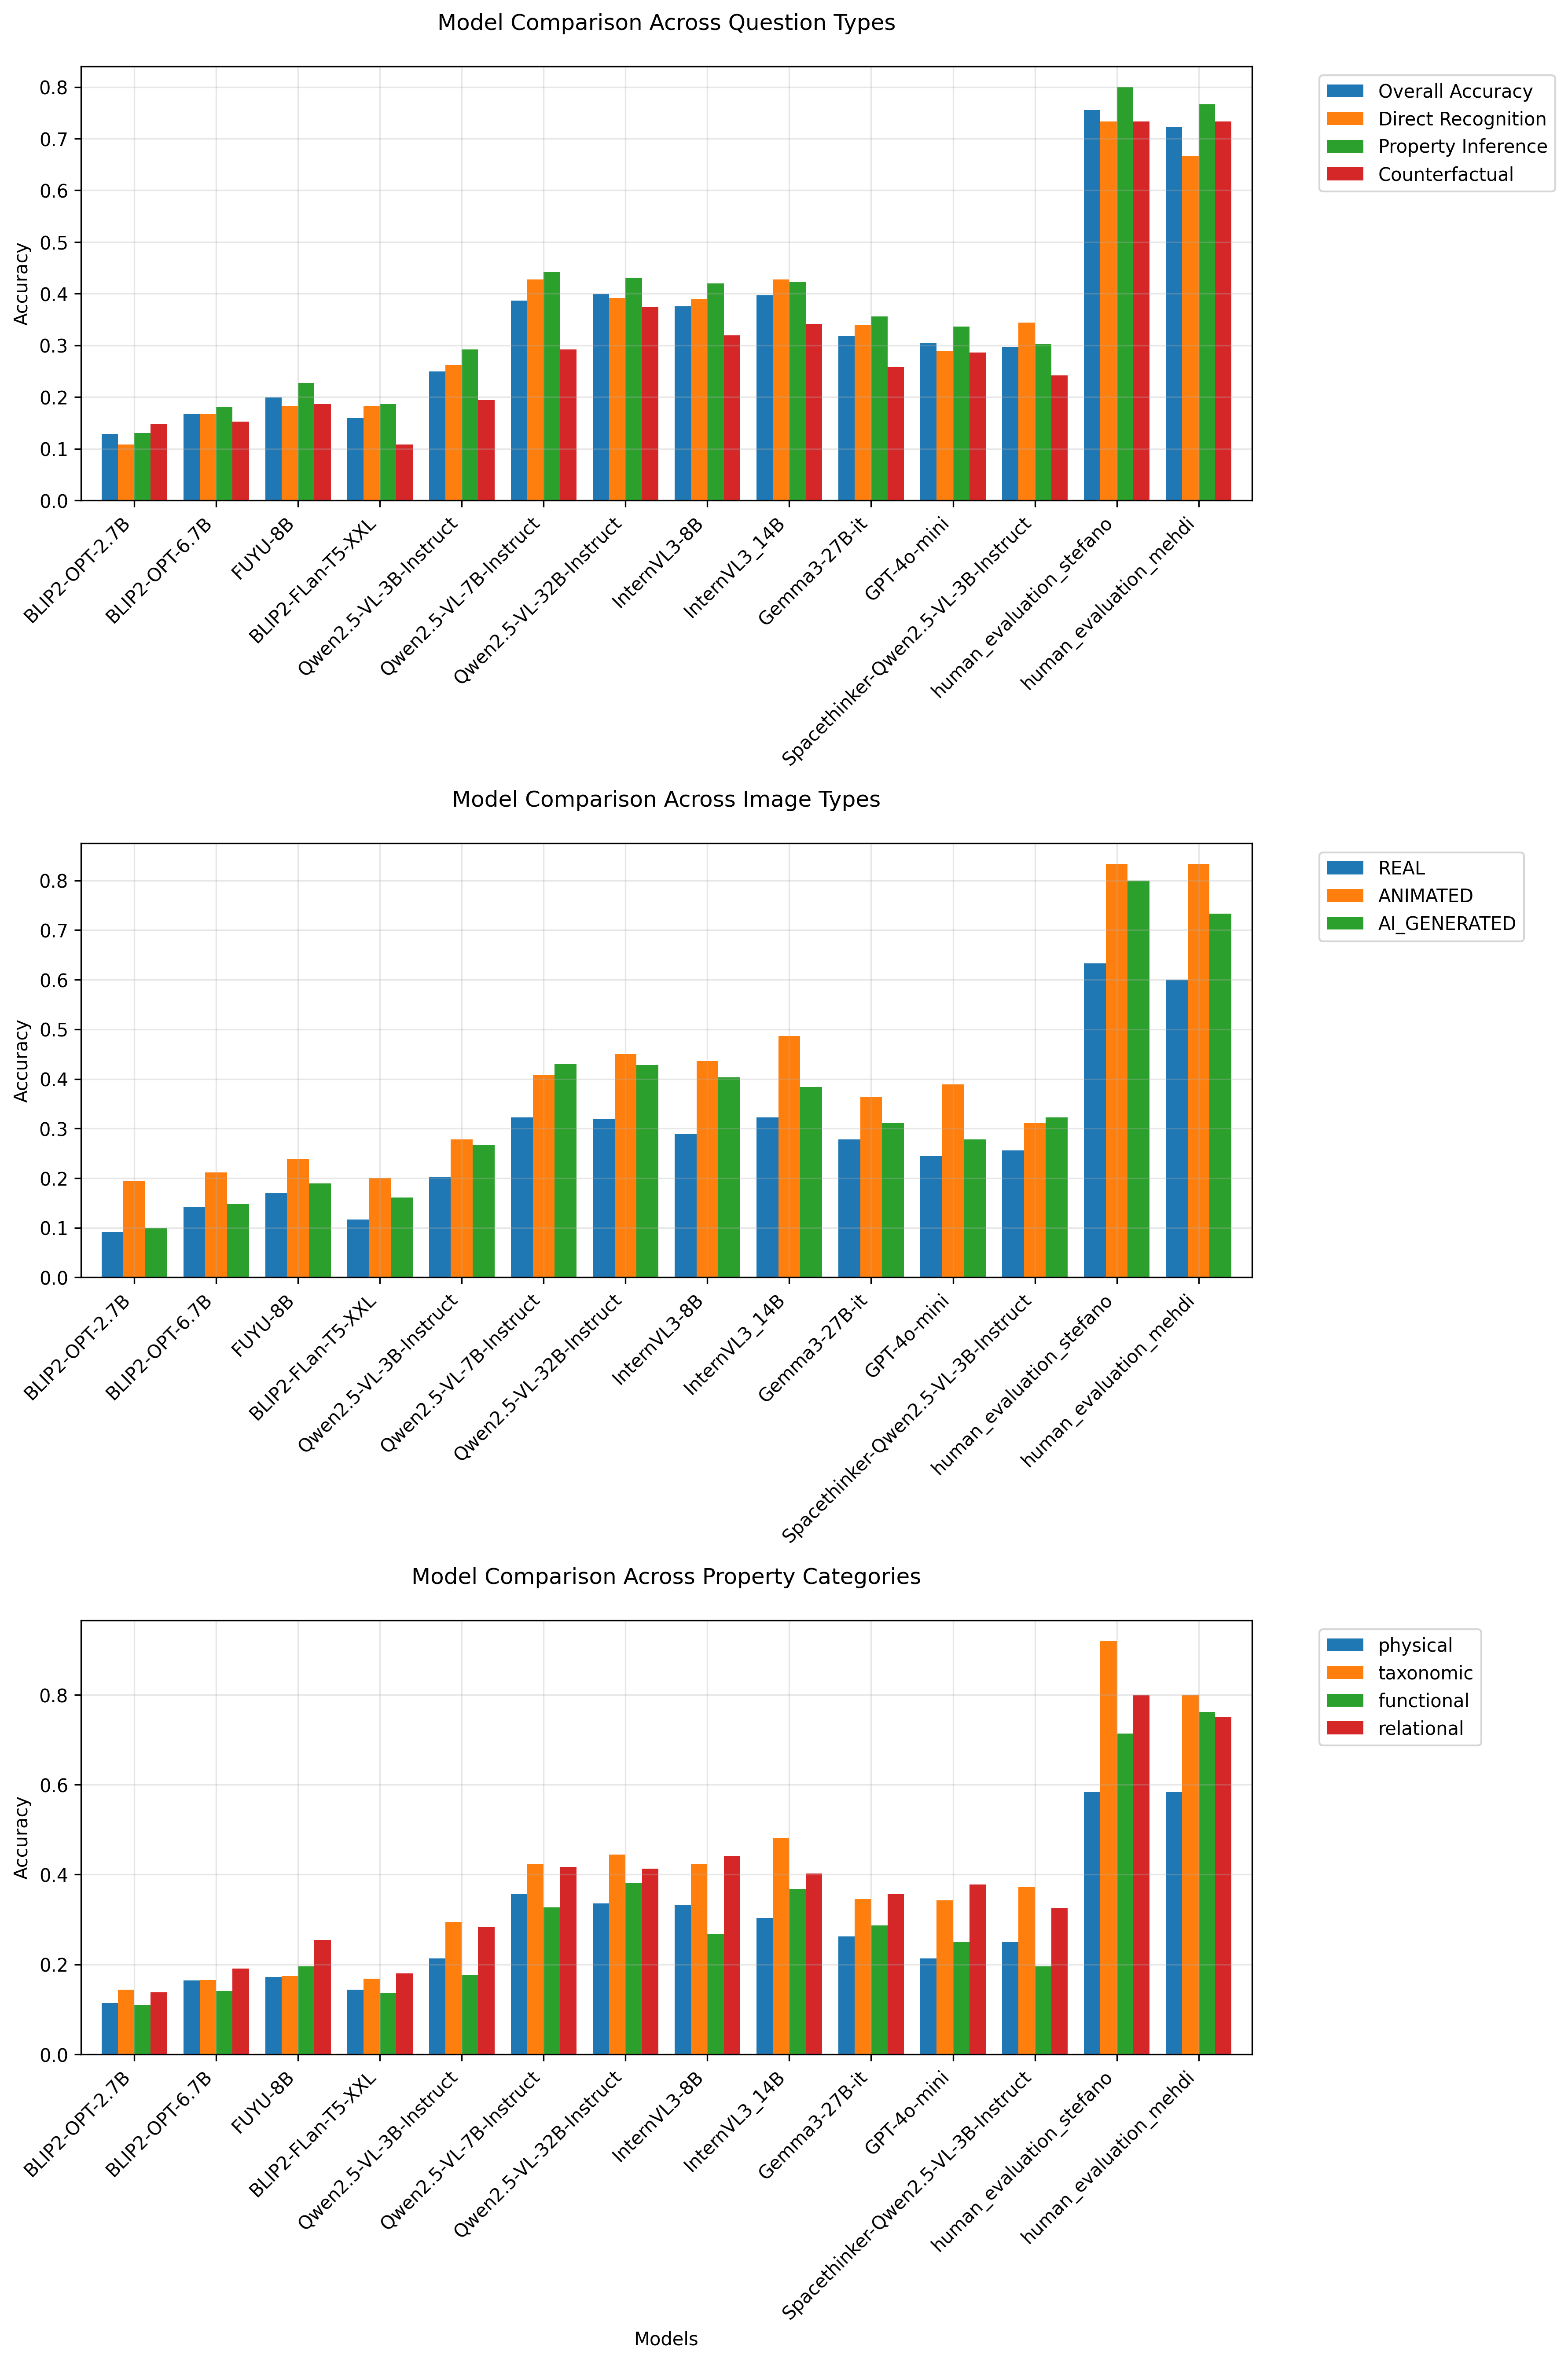 Model Comparison Across Question Types
Accuracy
0.8
0.7
0.6
0.5
0.4
0.3
0.2
0.1
0.0
Overall Accuracy
Direct Recognition
Property Inference
Counterfactual
BLIP2-OPT-2.7B
BLIP2-OPT-6.7B
FUYU-8B
BLIP2-FLan-T5-XXL
Qwen2.5-VL-3B-Instruct
Qwen2.5-VL-7B-Instruct
Qwen2.5-VL-32B-Instruct
InternVL3-8B
InternVL3_14B
Gemma3-27B-it
GPT-4o-mini
Spacethinker-Qwen2.5-VL-3B-Instruct
human_evaluation_stefano
human_evaluation_mehdi
Model Comparison Across Image Types
Accuracy
0.8
0.7
0.6
0.5
0.4
0.3
0.2
0.1
0.0
REAL
ANIMATED
AI_GENERATED
BLIP2-OPT-2.7B
BLIP2-OPT-6.7B
FUYU-8B
BLIP2-FLan-T5-XXL
Qwen2.5-VL-3B-Instruct
Qwen2.5-VL-7B-Instruct
Qwen2.5-VL-32B-Instruct
InternVL3-8B
InternVL3_14B
Gemma3-27B-it
GPT-4o-mini
Spacethinker-Qwen2.5-VL-3B-Instruct
human_evaluation_stefano
human_evaluation_mehdi
Model Comparison Across Property Categories
Accuracy
0.8
0.6
0.4
0.2
0.0
physical
taxonomic
functional
relational
BLIP2-OPT-2.7B
BLIP2-OPT-6.7B
FUYU-8B
BLIP2-FLan-T5-XXL
Qwen2.5-VL-3B-Instruct
Qwen2.5-VL-7B-Instruct
Qwen2.5-VL-32B-Instruct
InternVL3-8B
InternVL3_14B
Gemma3-27B-it
GPT-4o-mini
Spacethinker-Qwen2.5-VL-3B-Instruct
human_evaluation_stefano
human_evaluation_mehdi
Models